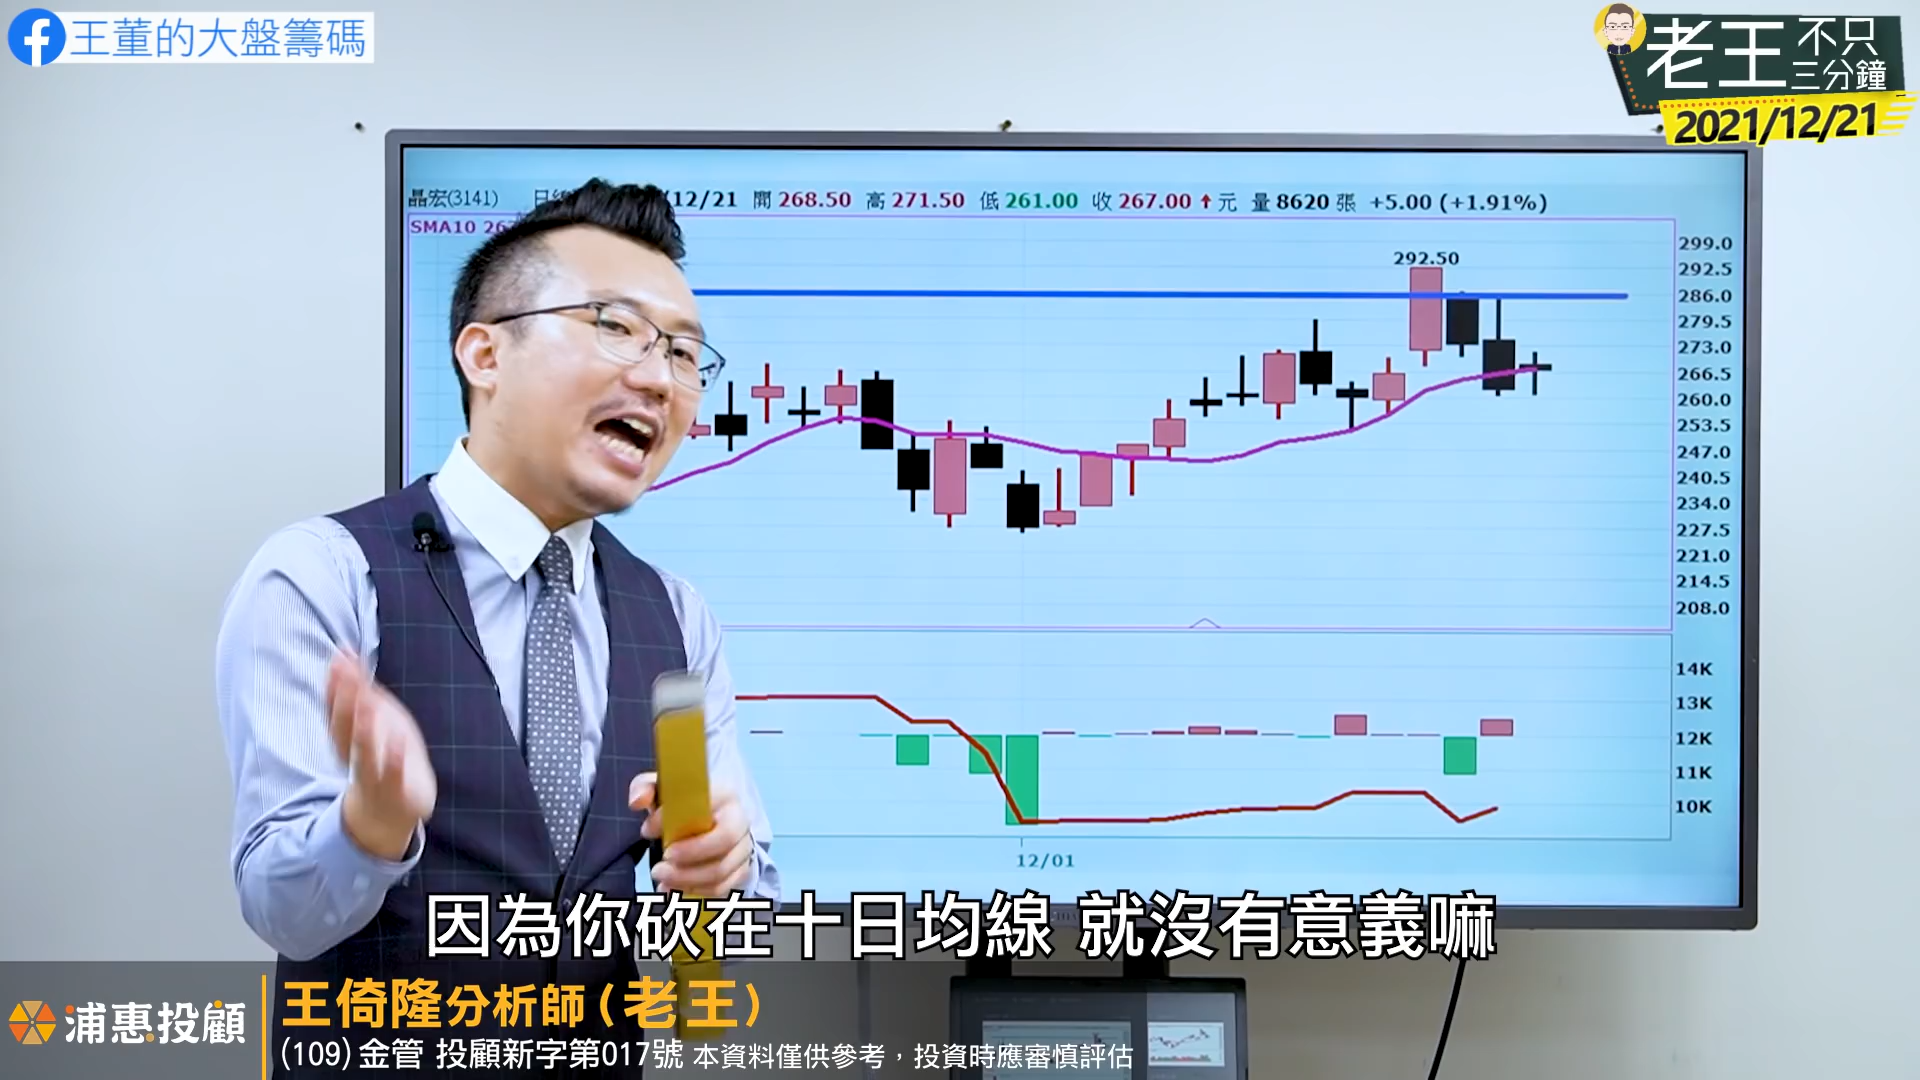 王董的大盤籌碼
老王不只三分鐘
2021/12/21
晶宏(3141) 12/21 開 268.50 高 271.50 低 261.00 收 267.00 ↑ 元 量 8620 張 +5.00 (+1.91%)
SMA10
292.50
299.0
292.5
286.0
279.5
273.0
266.5
260.0
253.5
247.0
240.5
234.0
227.5
221.0
214.5
208.0
14K
13K
12K
11K
10K
12/01
因為你砍在十日均線 就沒有意義嘛
浦惠投顧
王倚隆分析師(老王)
(109) 金管 投顧新字第017號 本資料僅供參考，投資時應審慎評估